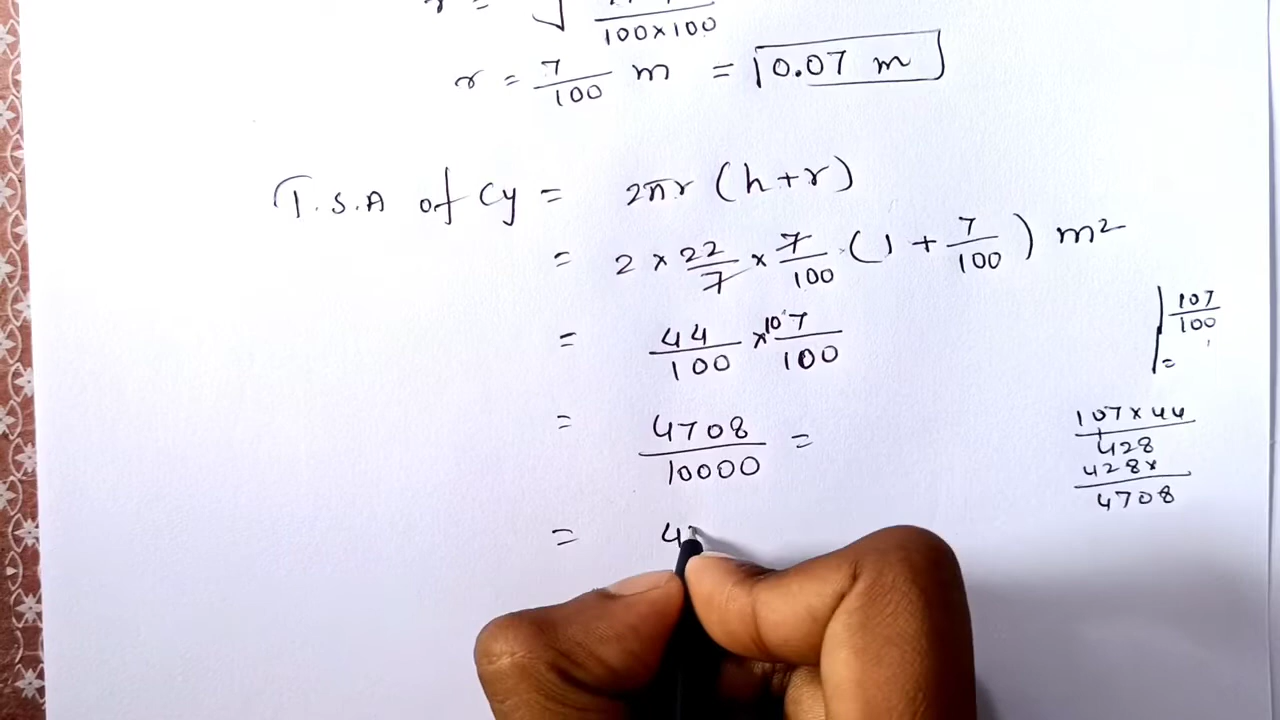 r =
100×100
r = 7/100 m = 0.07 m
T.S.A of Cy = 2πr (h+r)
= 2 × 22/7 × 7/100 (1 + 7/100) m²
= 44/100 × 107/100
107/100
=
= 4708/10000 =
107×44
428
428×
4708
= 47